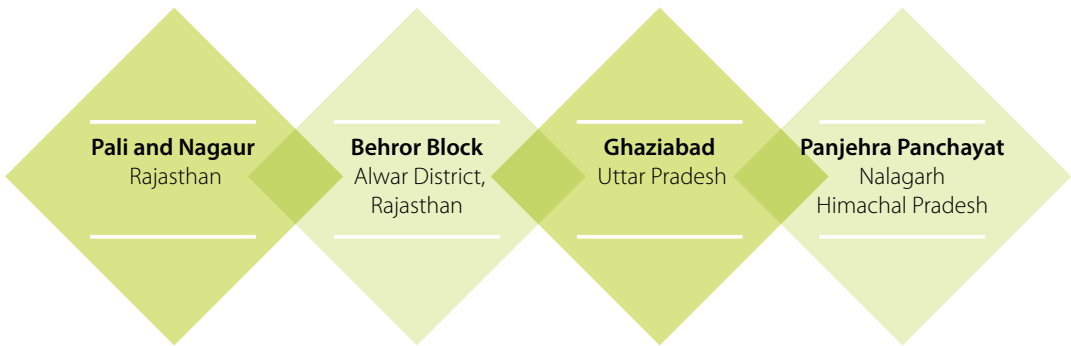 Pali and Nagaur
Rajasthan
Behror Block
Alwar District,
Rajasthan
Ghaziabad
Uttar Pradesh
Panjehra Panchayat
Nalagarh
Himachal Pradesh